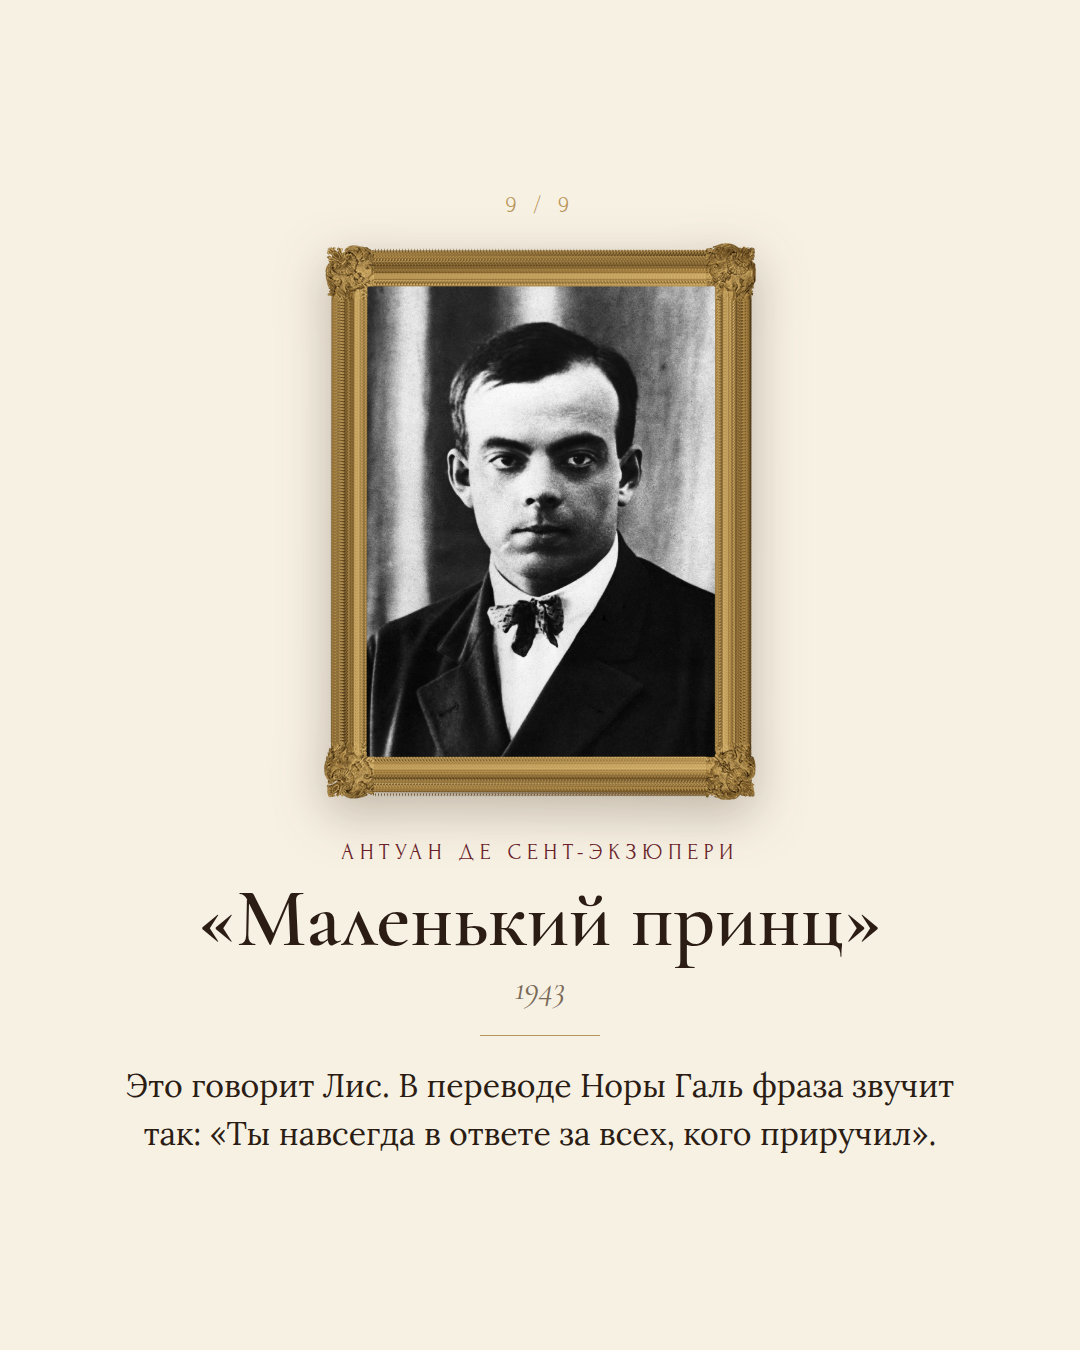 9 / 9
АНТУАН ДЕ СЕНТ-ЭКЗЮПЕРИ
«Маленький принц»
1943
Это говорит Лис. В переводе Норы Галь фраза звучит
так: «Ты навсегда в ответе за всех, кого приручил».